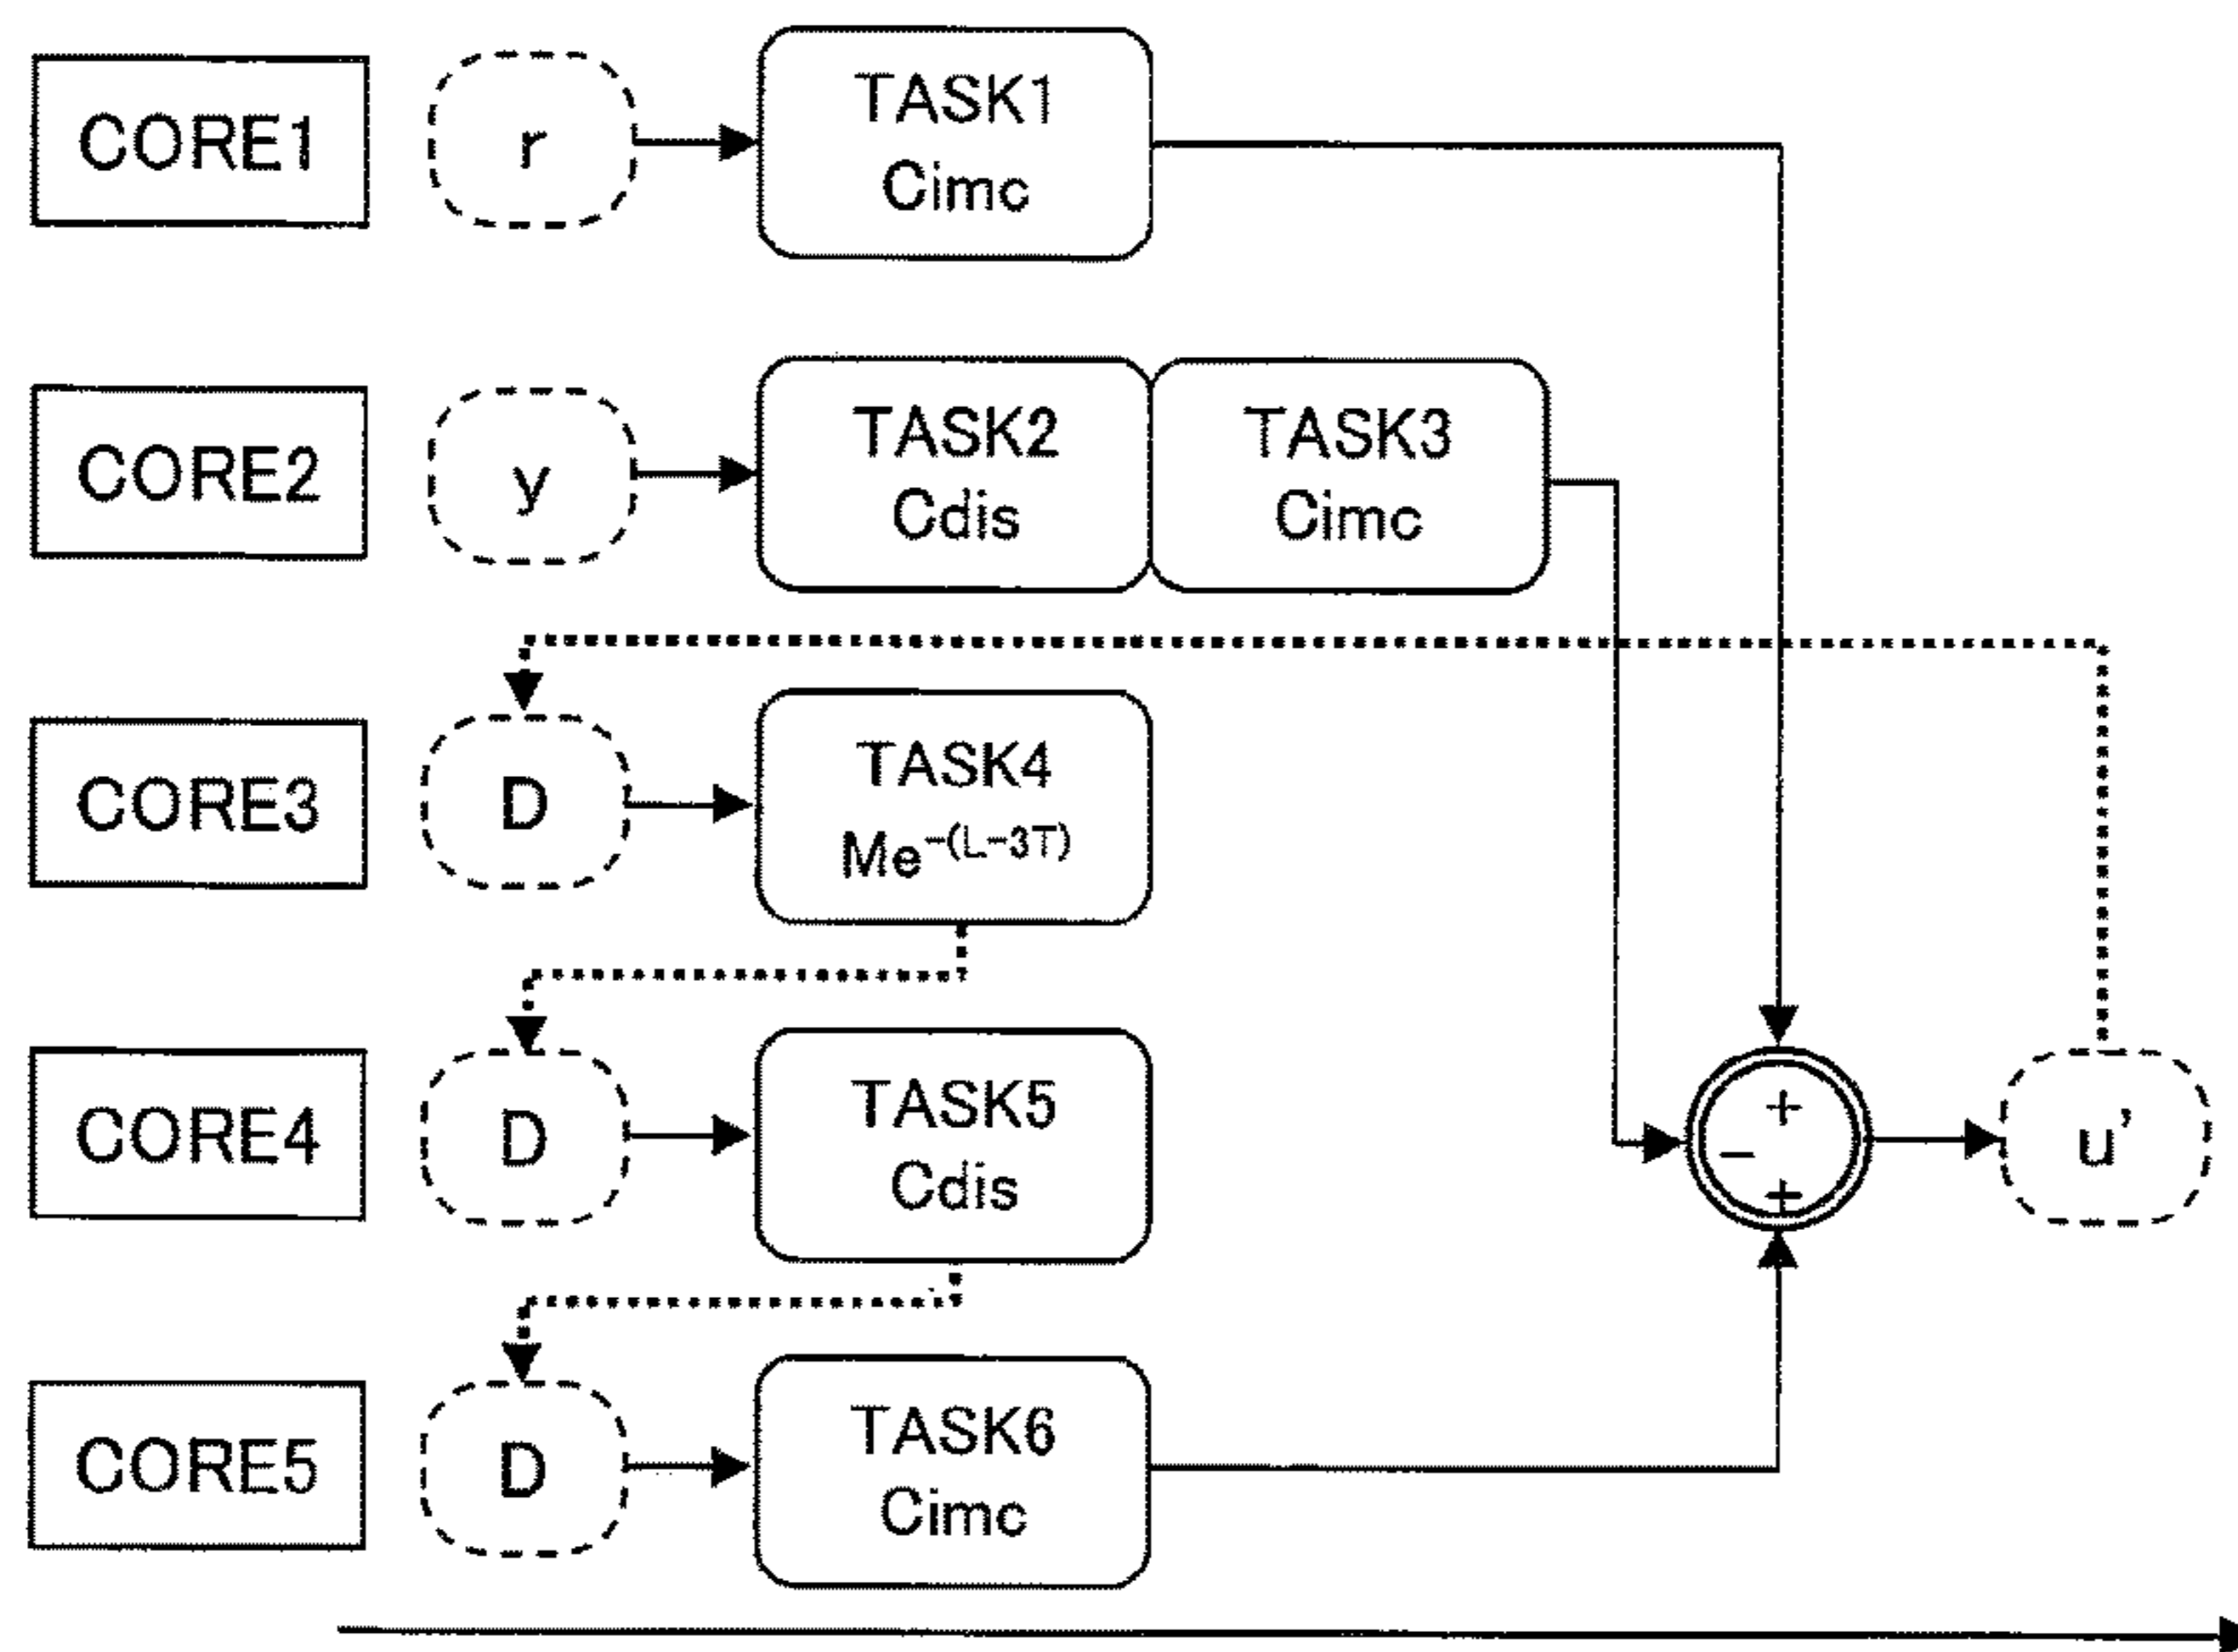 CORE1
r
TASK1
Cimc
CORE2
y
TASK2
Cdis
TASK3
Cimc
CORE3
D
TASK4
Me^-(L-3T)
CORE4
D
TASK5
Cdis
+
-
+
u'
CORE5
D
TASK6
Cimc